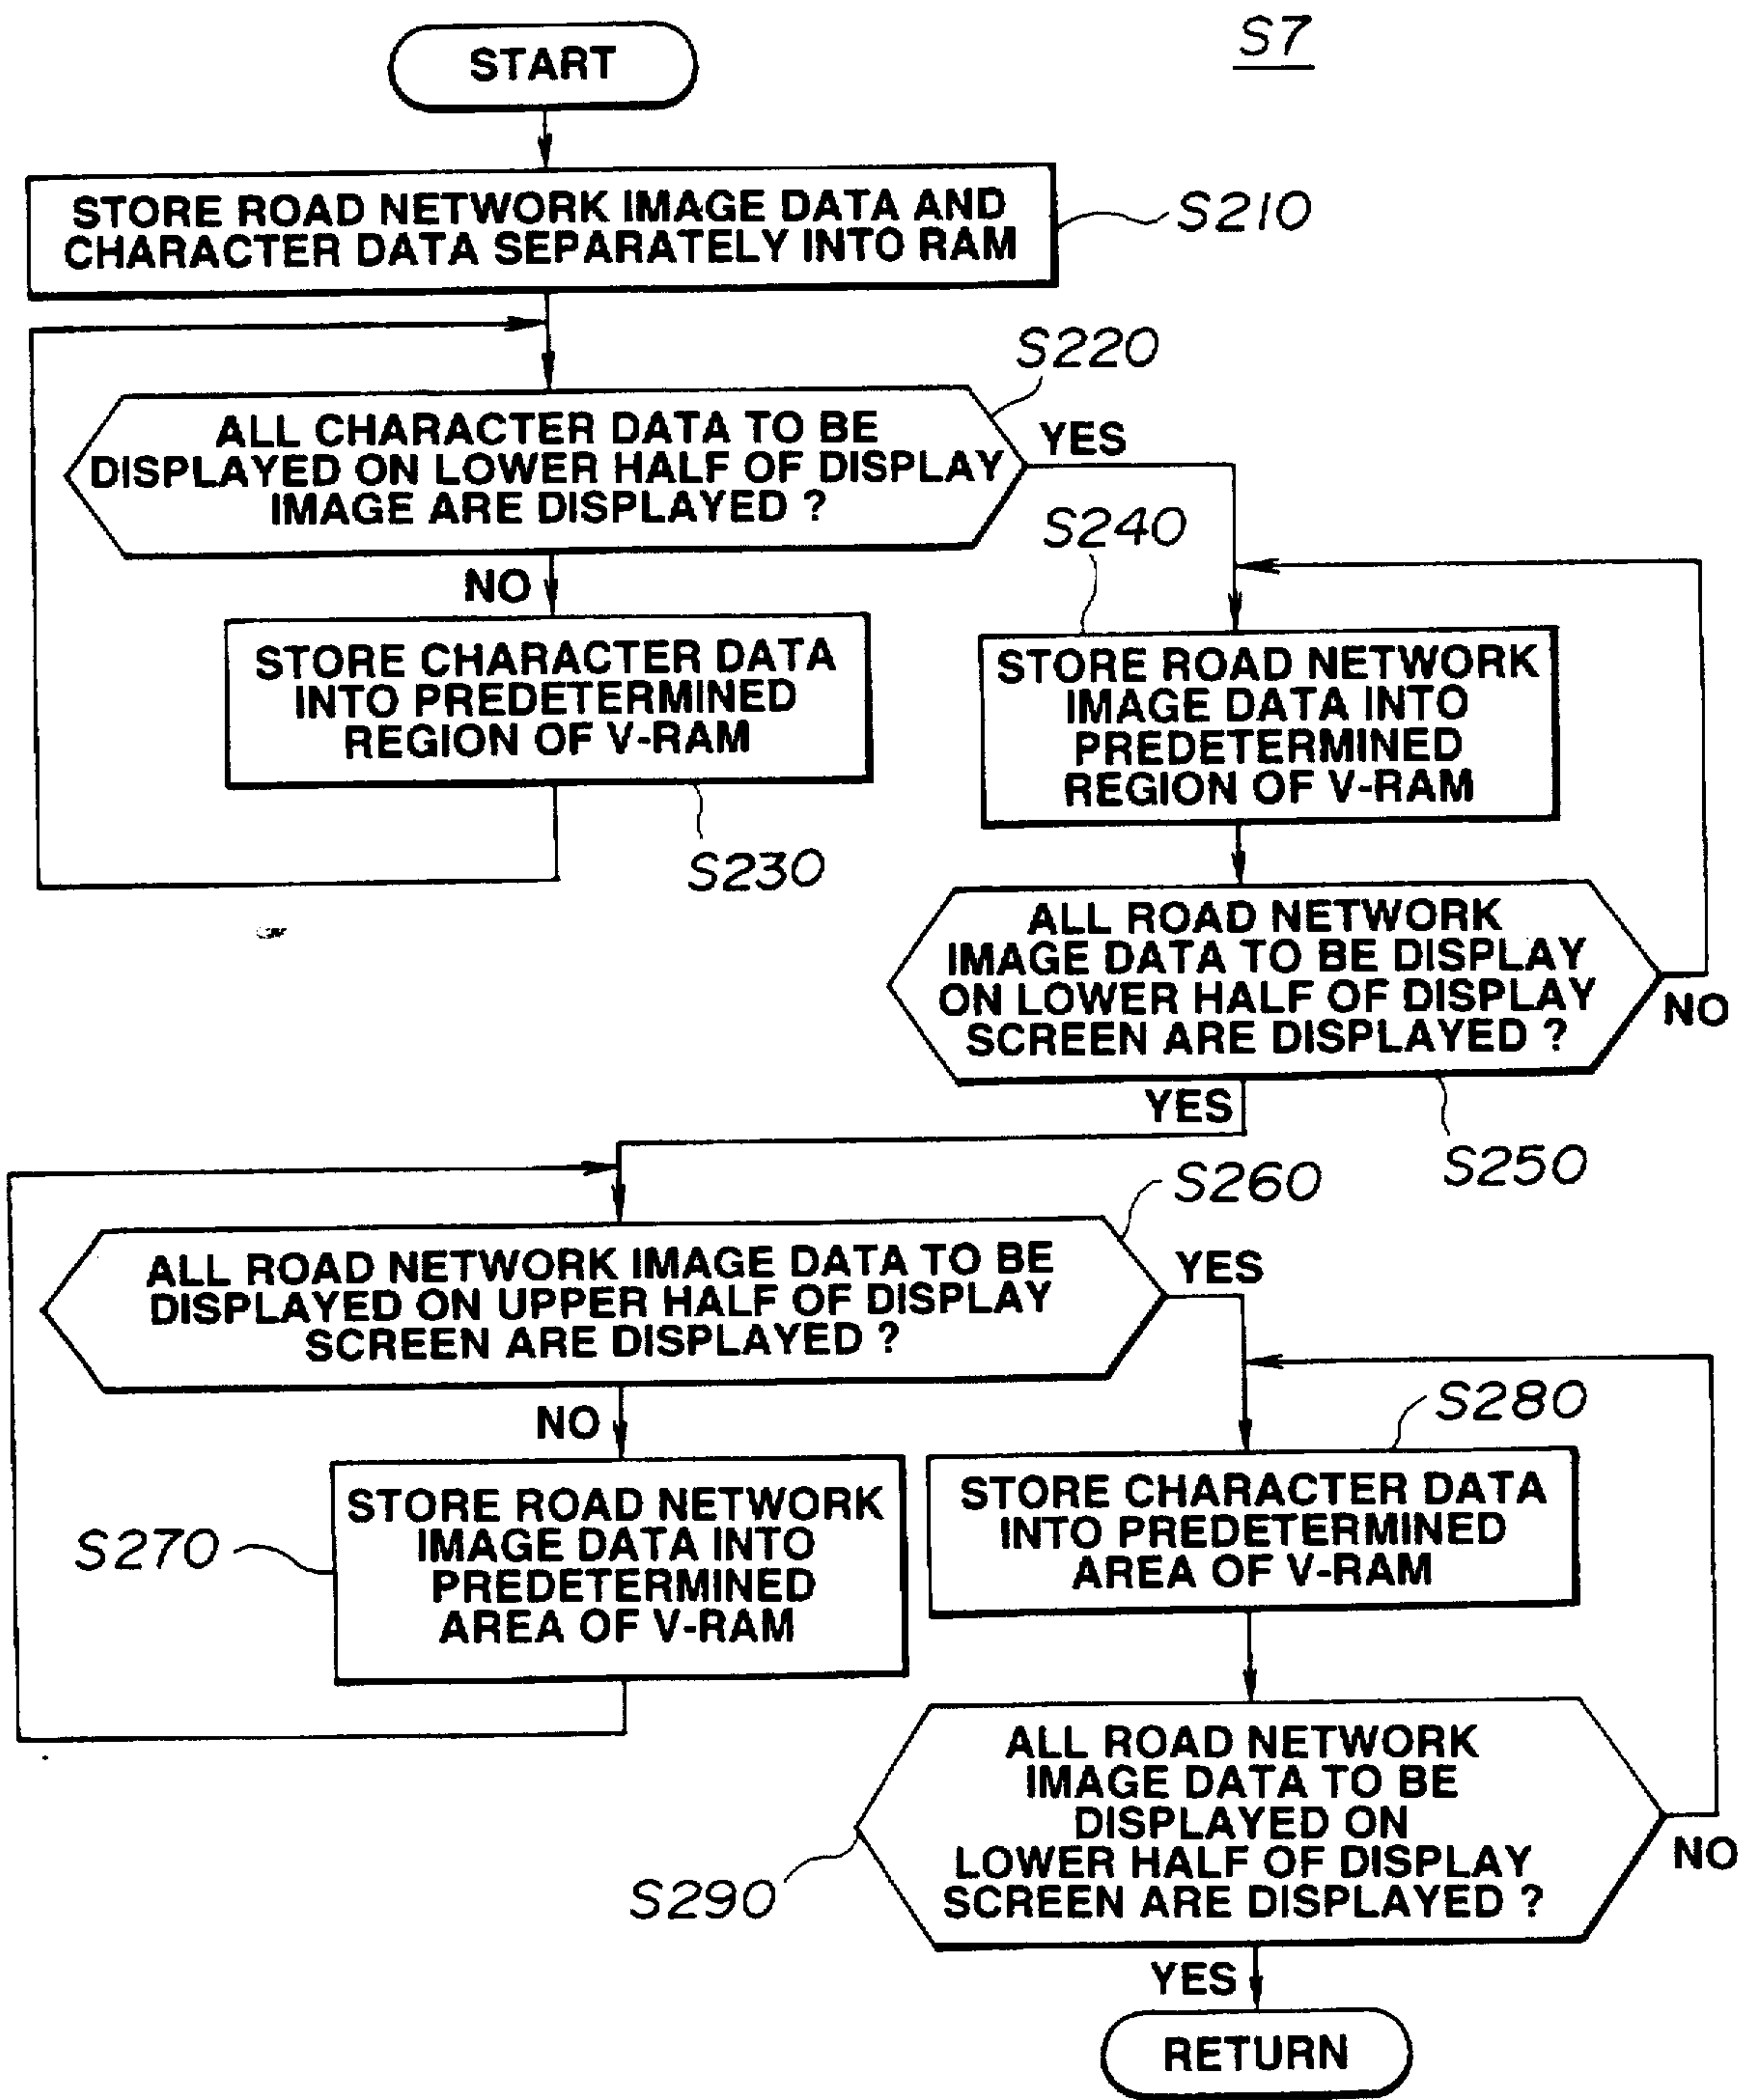 S7
START
STORE ROAD NETWORK IMAGE DATA AND
CHARACTER DATA SEPARATELY INTO RAM
S210
S220
ALL CHARACTER DATA TO BE
DISPLAYED ON LOWER HALF OF DISPLAY
IMAGE ARE DISPLAYED ?
YES
NO
STORE CHARACTER DATA
INTO PREDETERMINED
REGION OF V-RAM
S230
S240
STORE ROAD NETWORK
IMAGE DATA INTO
PREDETERMINED
REGION OF V-RAM
ALL ROAD NETWORK
IMAGE DATA TO BE DISPLAY
ON LOWER HALF OF DISPLAY
SCREEN ARE DISPLAYED ?
NO
YES
S250
S260
ALL ROAD NETWORK IMAGE DATA TO BE
DISPLAYED ON UPPER HALF OF DISPLAY
SCREEN ARE DISPLAYED ?
YES
NO
S270
STORE ROAD NETWORK
IMAGE DATA INTO
PREDETERMINED
AREA OF V-RAM
S280
STORE CHARACTER DATA
INTO PREDETERMINED
AREA OF V-RAM
ALL ROAD NETWORK
IMAGE DATA TO BE
DISPLAYED ON
LOWER HALF OF DISPLAY
SCREEN ARE DISPLAYED ?
NO
S290
YES
RETURN